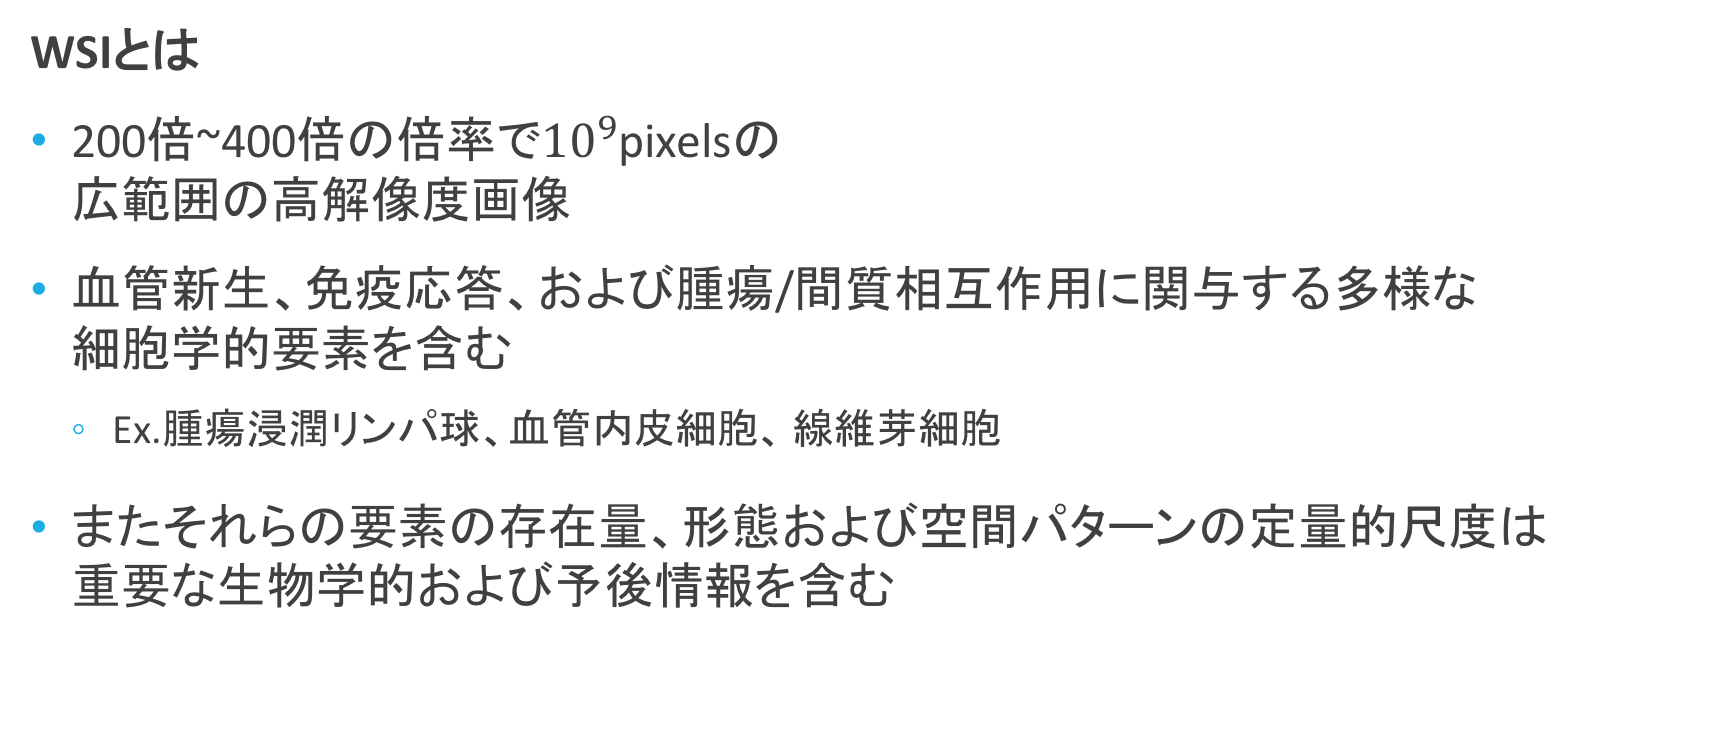 WSIとは
• 200倍~400倍の倍率で10⁹pixelsの
広範囲の高解像度画像
• 血管新生、免疫応答、および腫瘍/間質相互作用に関与する多様な
細胞学的要素を含む
◦ Ex.腫瘍浸潤リンパ球、血管内皮細胞、線維芽細胞
• またそれらの要素の存在量、形態および空間パターンの定量的尺度は
重要な生物学的および予後情報を含む